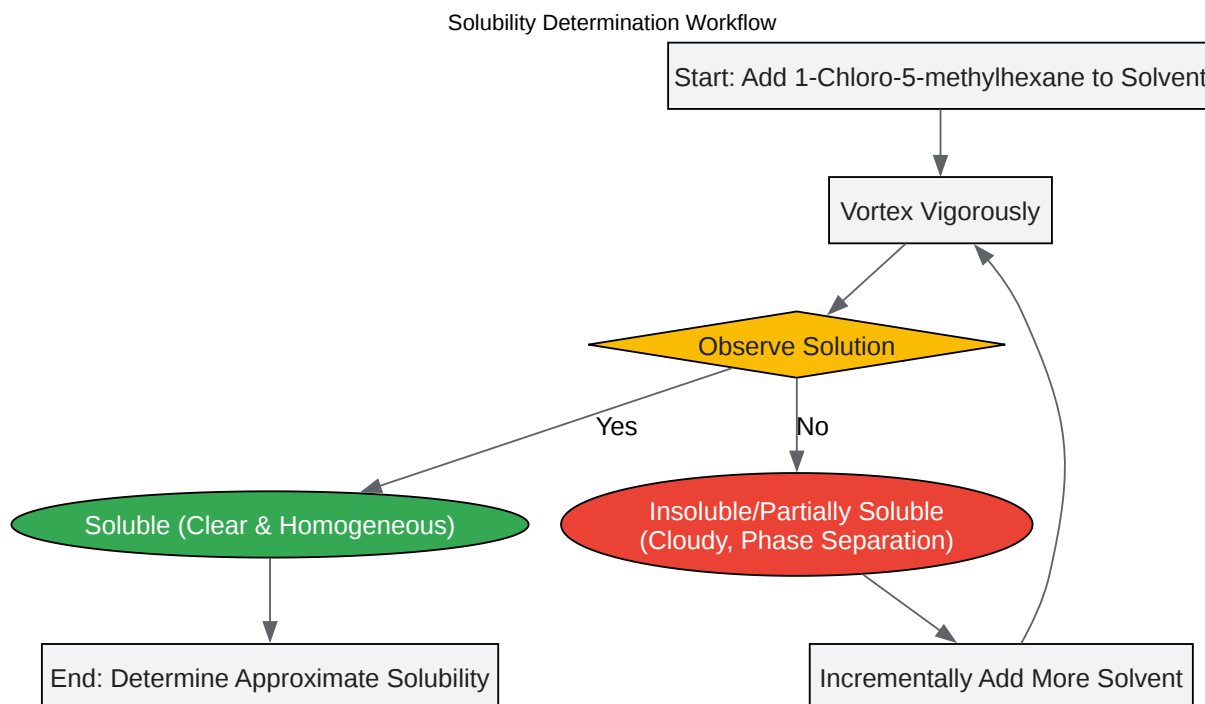 Solubility Determination Workflow
Start: Add 1-Chloro-5-methylhexane to Solvent
Vortex Vigorously
Observe Solution
Yes
No
Soluble (Clear & Homogeneous)
Insoluble/Partially Soluble
(Cloudy, Phase Separation)
End: Determine Approximate Solubility
Incrementally Add More Solvent